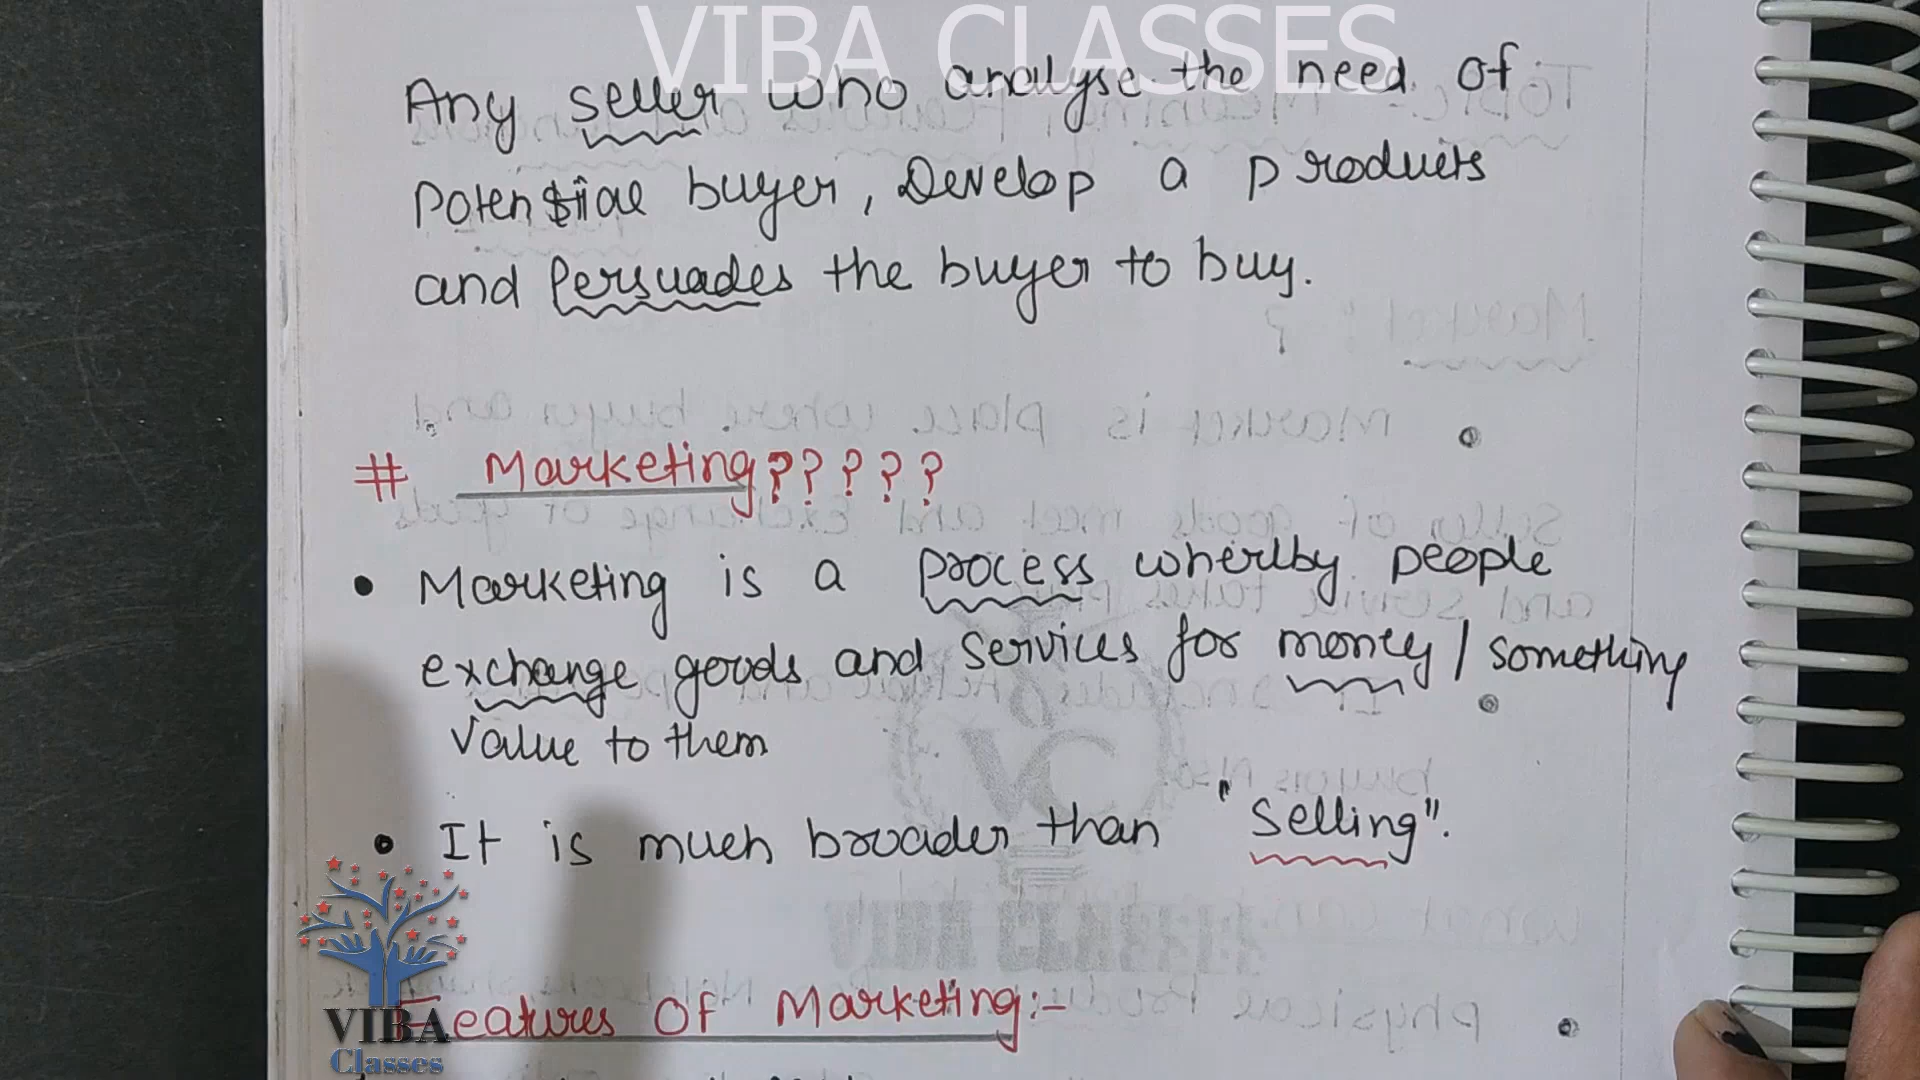 VIBA CLASSES
Any seller who analyse the need of
Potential buyer, Develop a products
and Persuades the buyer to buy.
# Marketing?????
• Marketing is a process whereby people
exchange goods and services for money / something
value to them
• It is much broader than "selling".
Features Of Marketing:-
VIBA
Classes